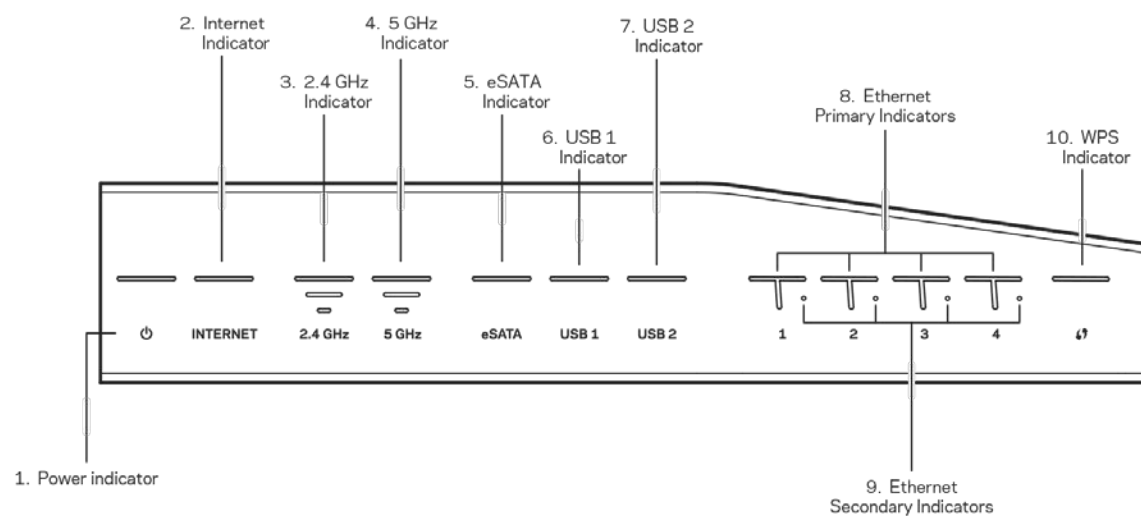 2. Internet
Indicator
4. 5 GHz
Indicator
7. USB 2
Indicator
3. 2.4 GHz
Indicator
5. eSATA
Indicator
8. Ethernet
Primary Indicators
6. USB 1
Indicator
10. WPS
Indicator
INTERNET
2.4 GHz
5 GHz
eSATA
USB 1
USB 2
1
2
3
4
1. Power indicator
9. Ethernet
Secondary Indicators